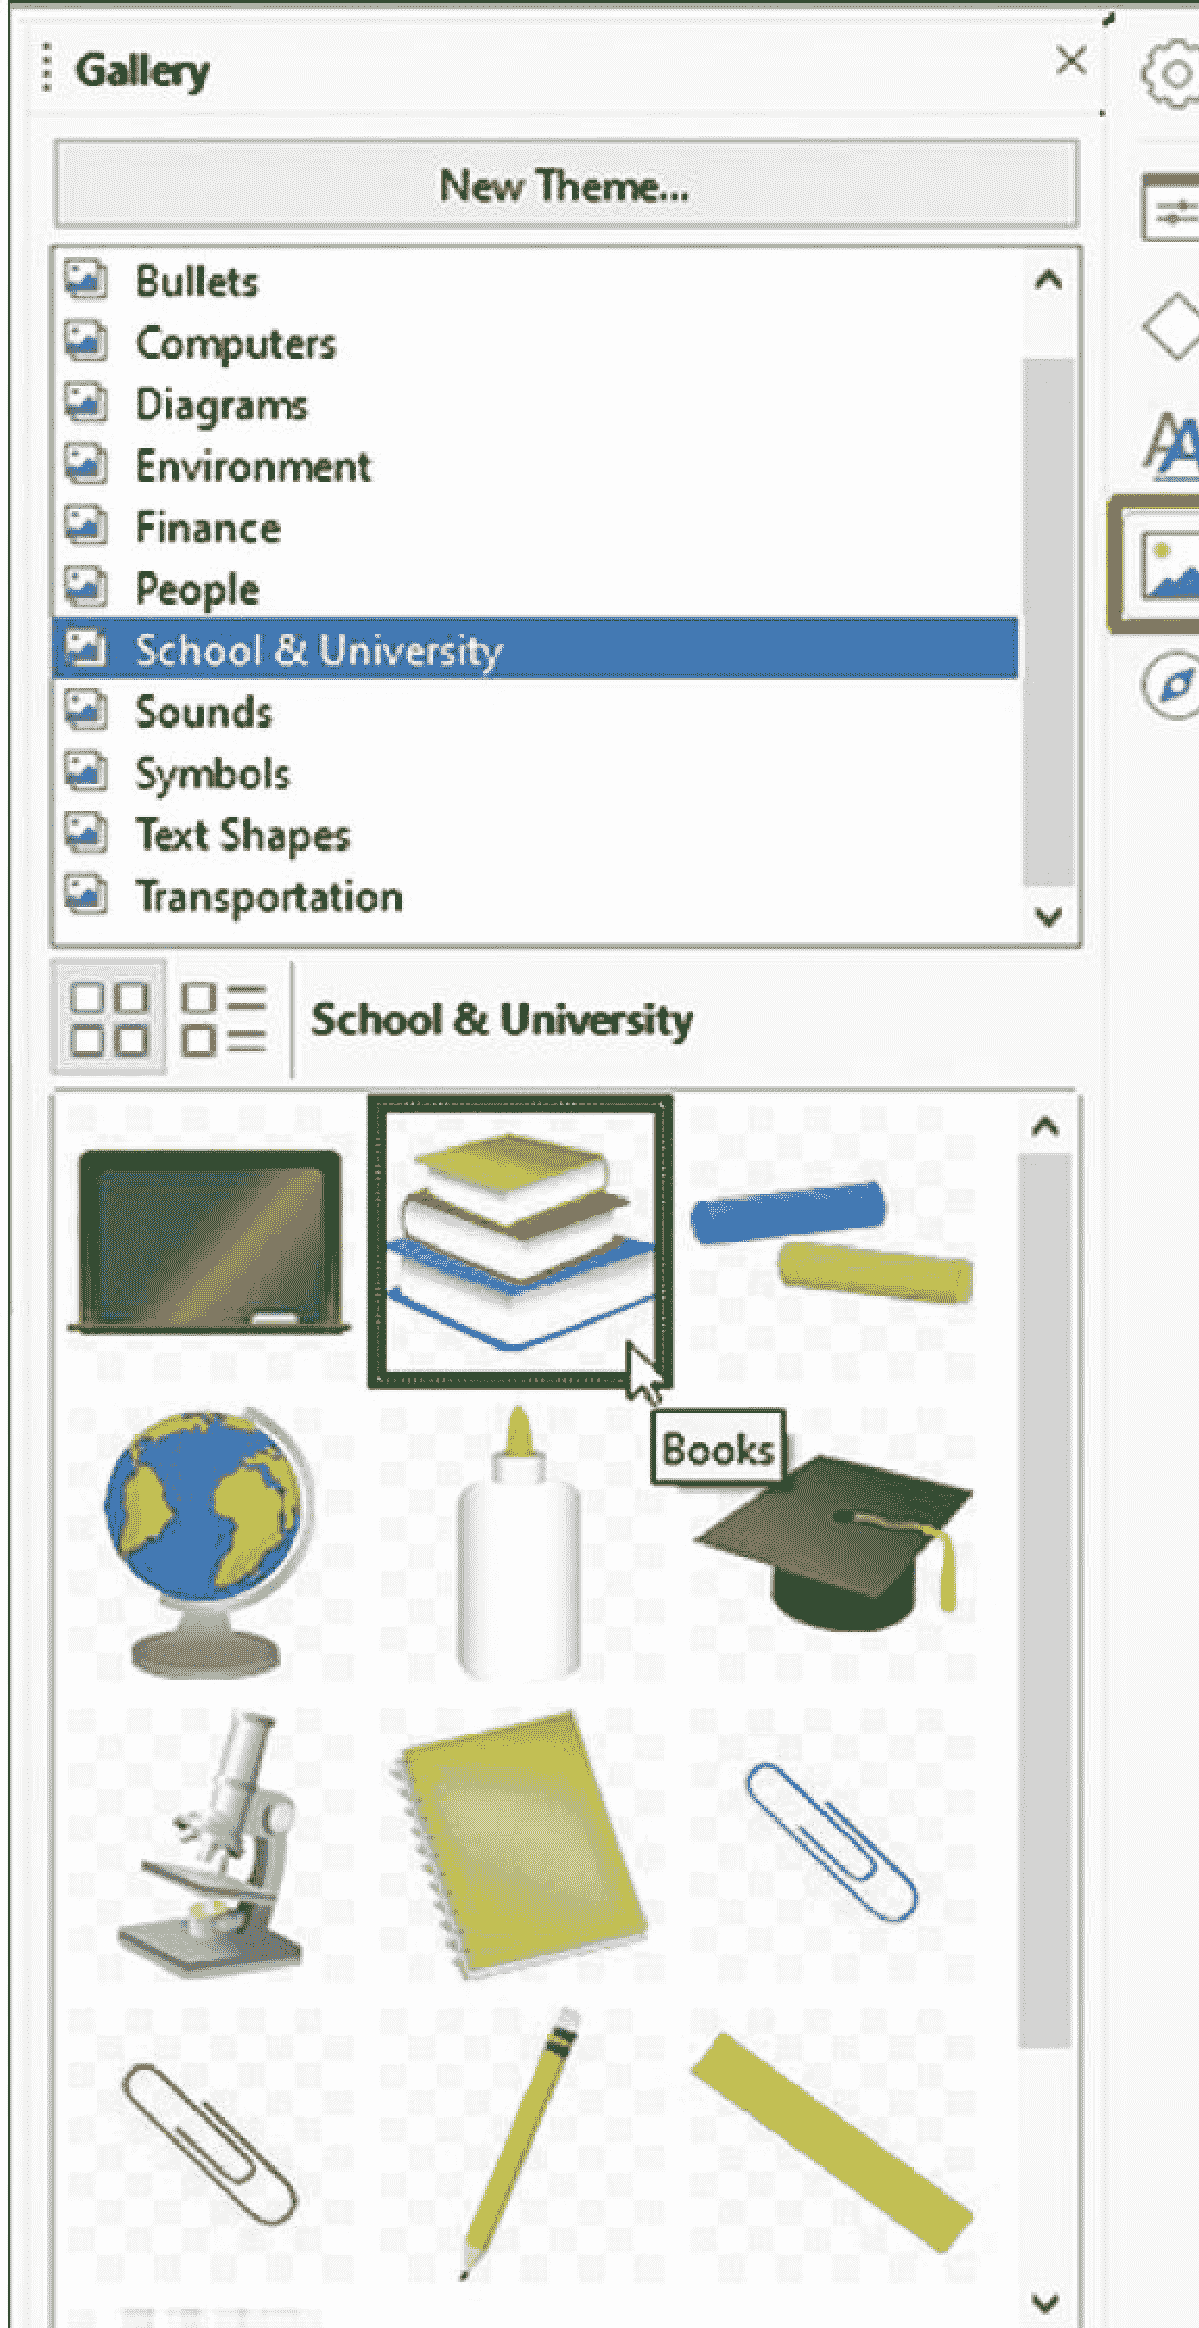 Gallery
New Theme...
Bullets
Computers
Diagrams
Environment
Finance
People
School & University
Sounds
Symbols
Text Shapes
Transportation
School & University
Books